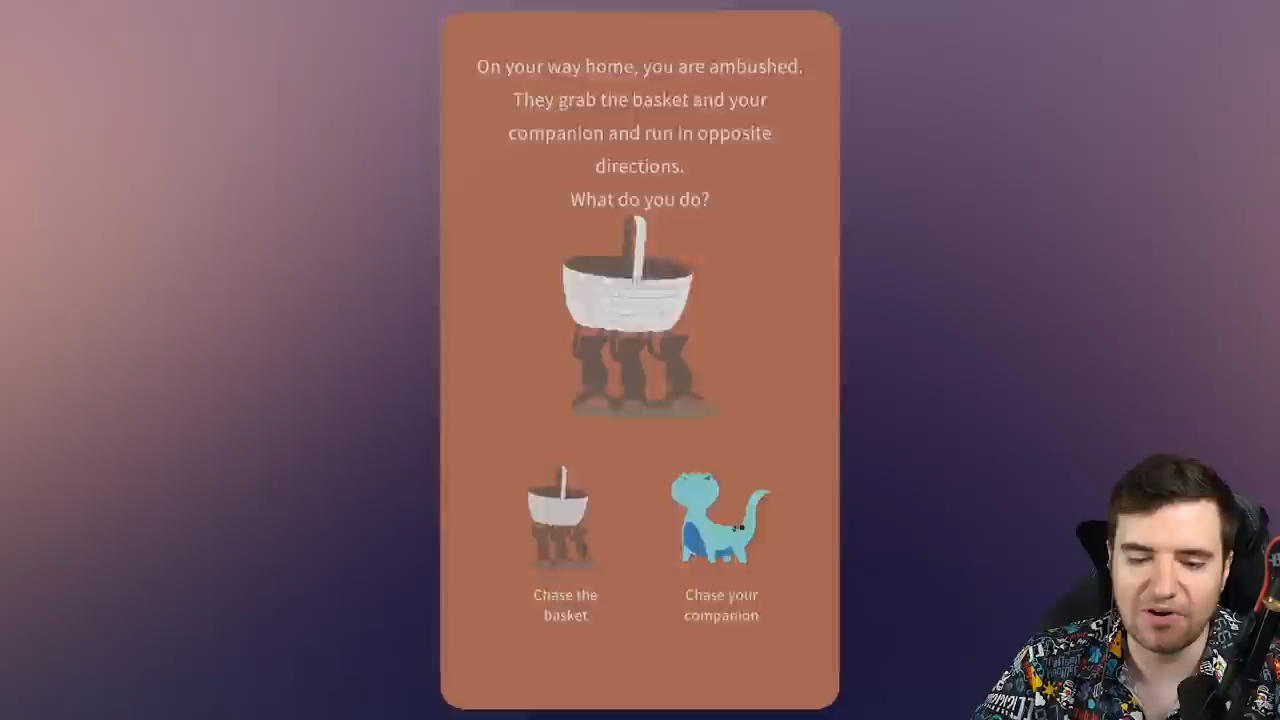 On your way home, you are ambushed.
They grab the basket and your
companion and run in opposite
directions.
What do you do?
Chase the
basket
Chase your
companion